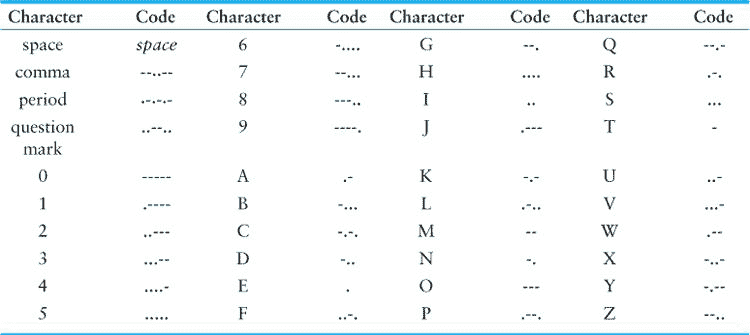 Character Code Character Code Character Code Character Code
space space 6 -.... G --. Q --.-
comma --..-- 7 --... H .... R .-.
period .-.-.- 8 ---.. I .. S ...
question ..--.. 9 ----. J .--- T -
mark
0 ----- A .- K -.- U ..-
1 .---- B -... L .-.. V ...-
2 ..--- C -.-. M -- W .--
3 ...-- D -.. N -. X -..-
4 ....- E . O --- Y -.--
5 ..... F ..-. P .--. Z --..